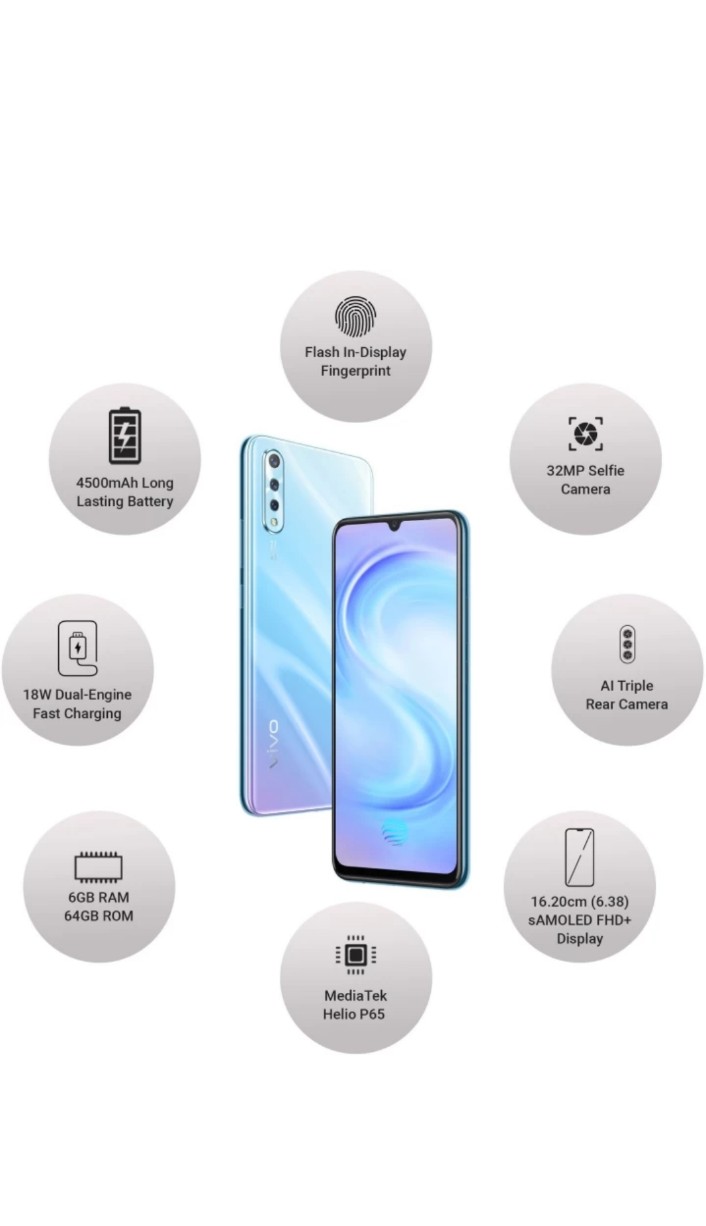 Flash In-Display
Fingerprint
4500mAh Long
Lasting Battery
32MP Selfie
Camera
18W Dual-Engine
Fast Charging
AI Triple
Rear Camera
vivo
6GB RAM
64GB ROM
16.20cm (6.38)
sAMOLED FHD+
Display
MediaTek
Helio P65